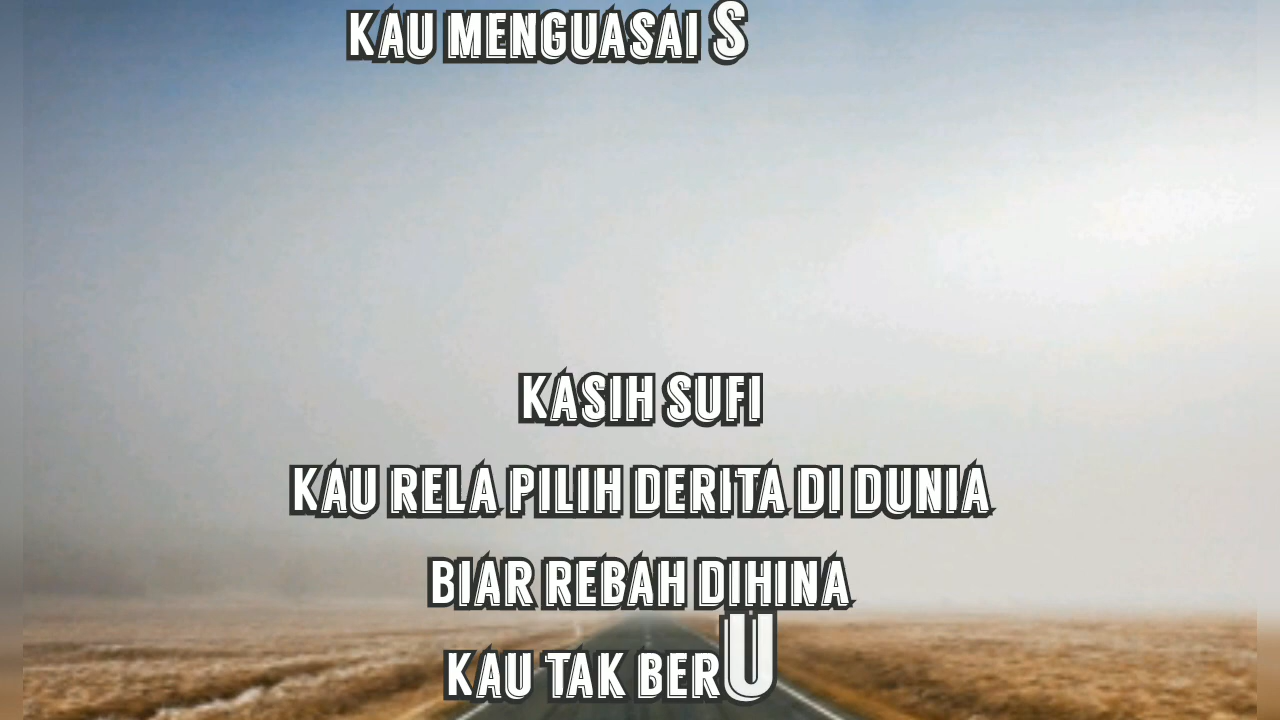 KAU MENGUASAI S
KASIH SUFI
KAU RELA PILIH DERITA DI DUNIA
BIAR REBAH DIHINA
KAU TAK BERU